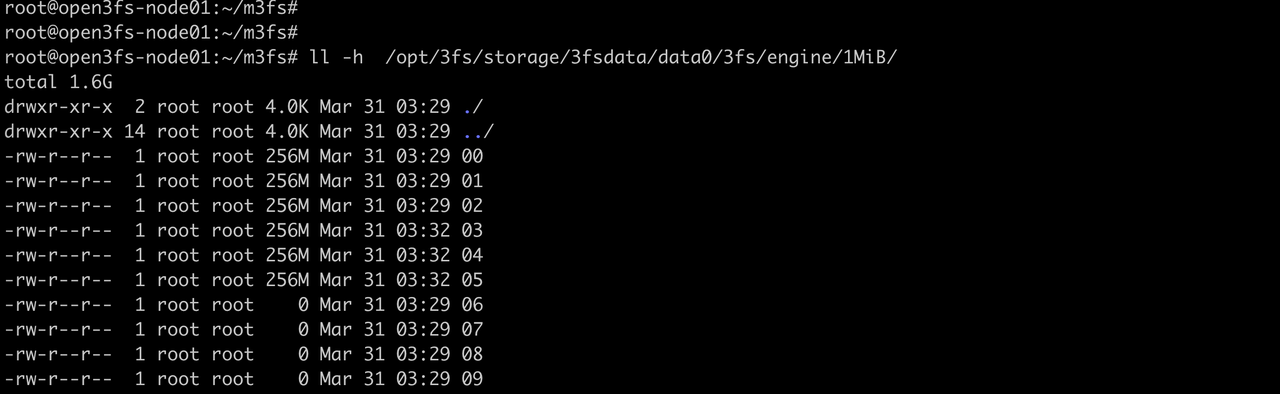 root@open3fs-node01:~/m3fs#
root@open3fs-node01:~/m3fs#
root@open3fs-node01:~/m3fs# ll -h  /opt/3fs/storage/3fsdata/data0/3fs/engine/1MiB/
total 1.6G
drwxr-xr-x  2 root root 4.0K Mar 31 03:29 ./
drwxr-xr-x 14 root root 4.0K Mar 31 03:29 ../
-rw-r--r--  1 root root 256M Mar 31 03:29 00
-rw-r--r--  1 root root 256M Mar 31 03:29 01
-rw-r--r--  1 root root 256M Mar 31 03:29 02
-rw-r--r--  1 root root 256M Mar 31 03:32 03
-rw-r--r--  1 root root 256M Mar 31 03:32 04
-rw-r--r--  1 root root 256M Mar 31 03:32 05
-rw-r--r--  1 root root    0 Mar 31 03:29 06
-rw-r--r--  1 root root    0 Mar 31 03:29 07
-rw-r--r--  1 root root    0 Mar 31 03:29 08
-rw-r--r--  1 root root    0 Mar 31 03:29 09